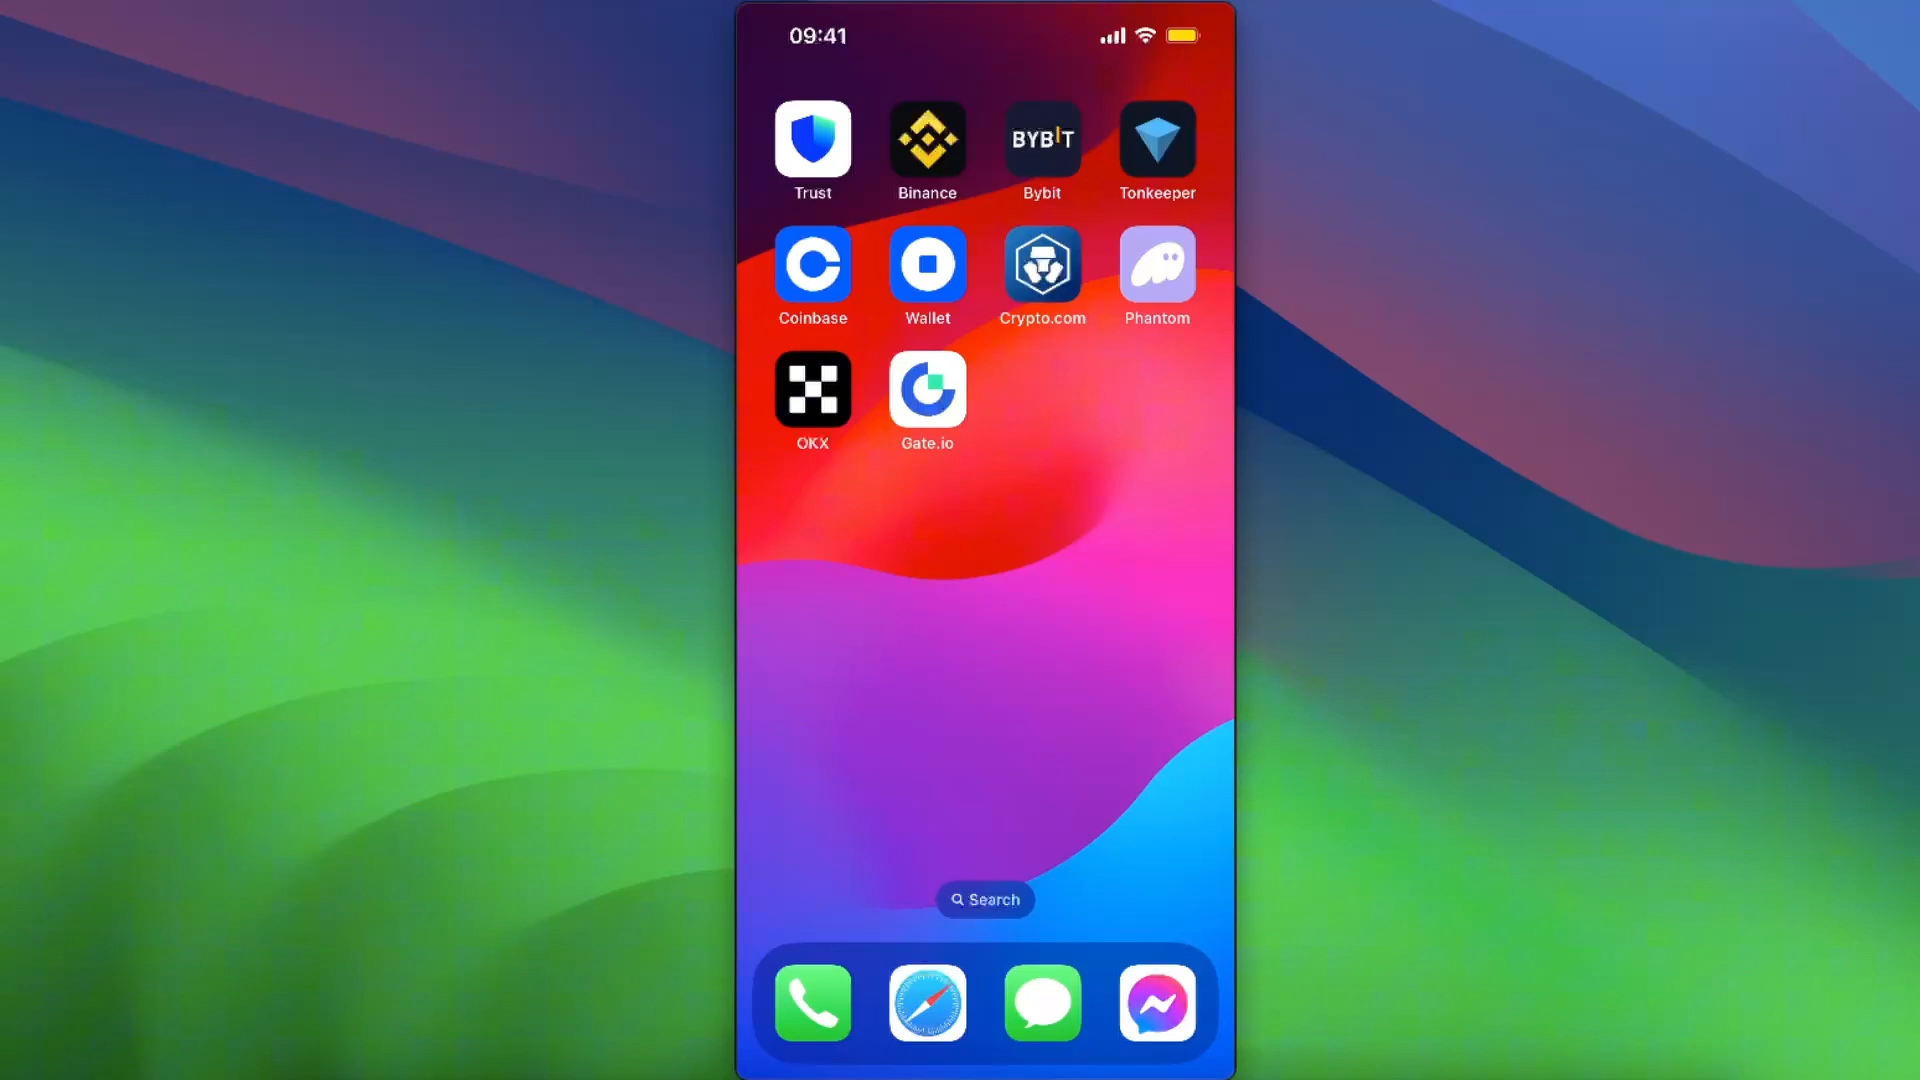 09:41
BYBIT
Trust Binance Bybit Tonkeeper
Coinbase Wallet Crypto.com Phantom
OKX Gate.io
Search